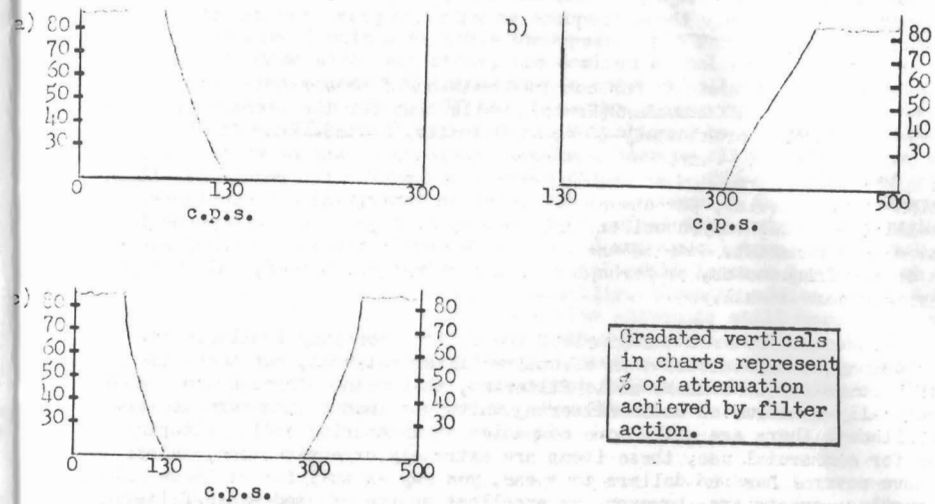 a)
80
70
60
50
40
30
0 130 300
c.p.s.
b)
80
70
60
50
40
30
130 300 500
c.p.s.
c)
80
70
60
50
40
30
80
70
60
50
40
30
0 130 300 500
c.p.s.
Gradated verticals
in charts represent
% of attenuation
achieved by filter
action.